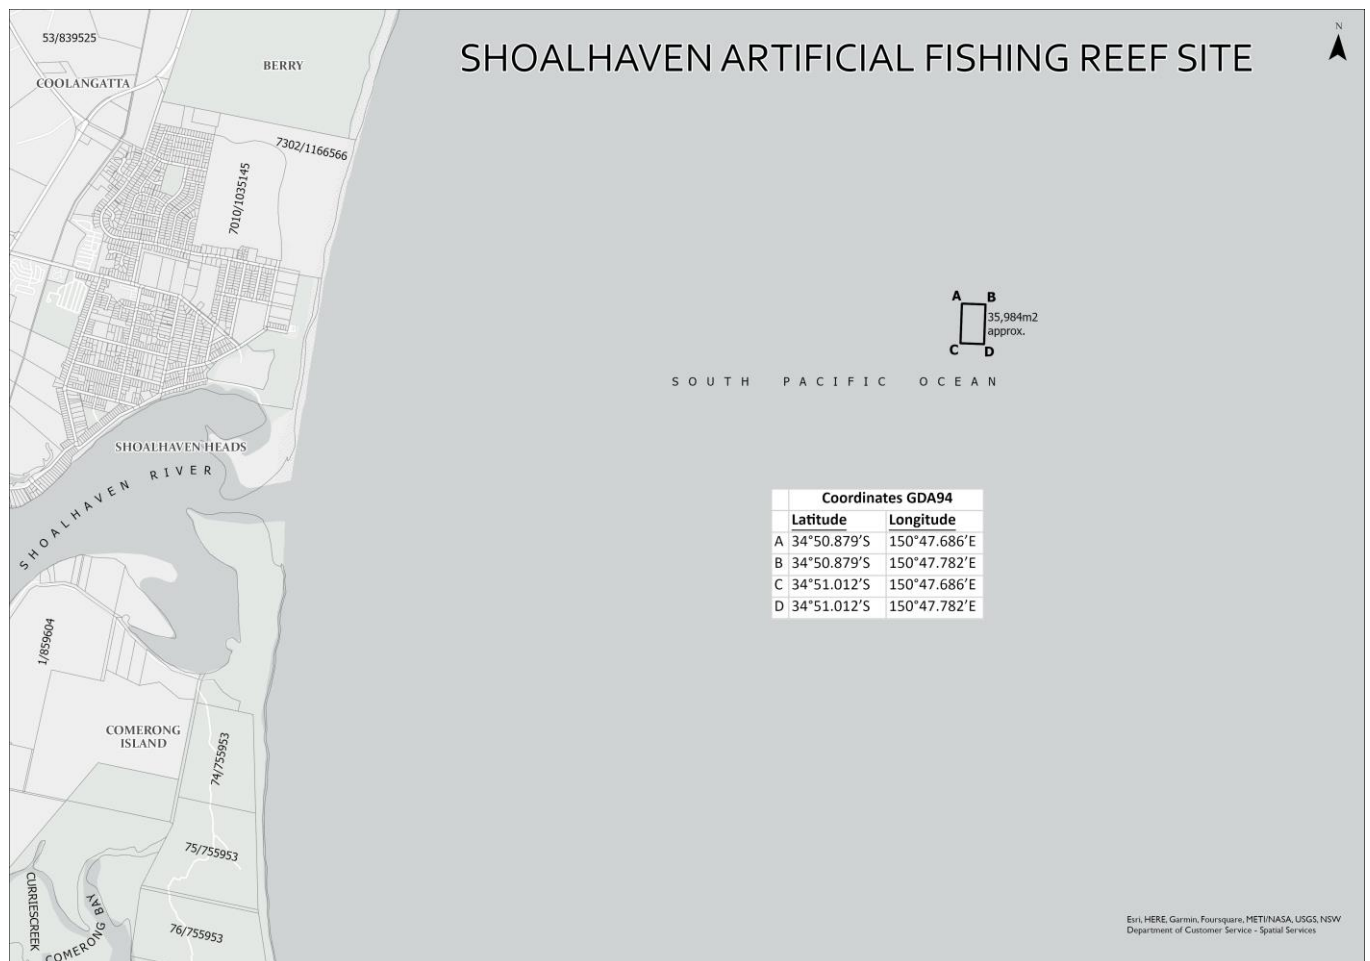 53/839525
COOLANGATTA
BERRY
SHOALHAVEN ARTIFICIAL FISHING REEF SITE
N
7302/1166566
7010/1035145
A B
35,984m2
approx.
C D
SOUTH PACIFIC OCEAN
SHOALHAVEN HEADS
SHOALHAVEN RIVER
Coordinates GDA94
Latitude Longitude
A 34°50.879'S 150°47.686'E
B 34°50.879'S 150°47.782'E
C 34°51.012'S 150°47.686'E
D 34°51.012'S 150°47.782'E
1/859604
COMERONG
ISLAND
74/755953
75/755953
CURRIESCREEK
COMERONG BAY
76/755953
Esri, HERE, Garmin, Foursquare, METI/NASA, USGS, NSW
Department of Customer Service - Spatial Services